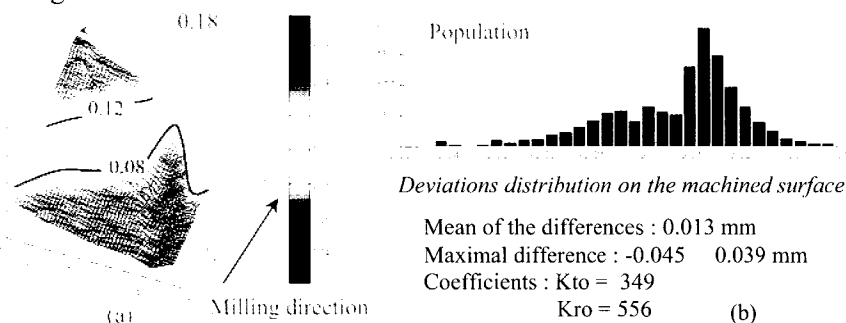 0.18
0.12
0.08
Milling direction
(a)
Population
Deviations distribution on the machined surface
Mean of the differences : 0.013 mm
Maximal difference : -0.045 0.039 mm
Coefficients : Kto = 349
Kro = 556
(b)